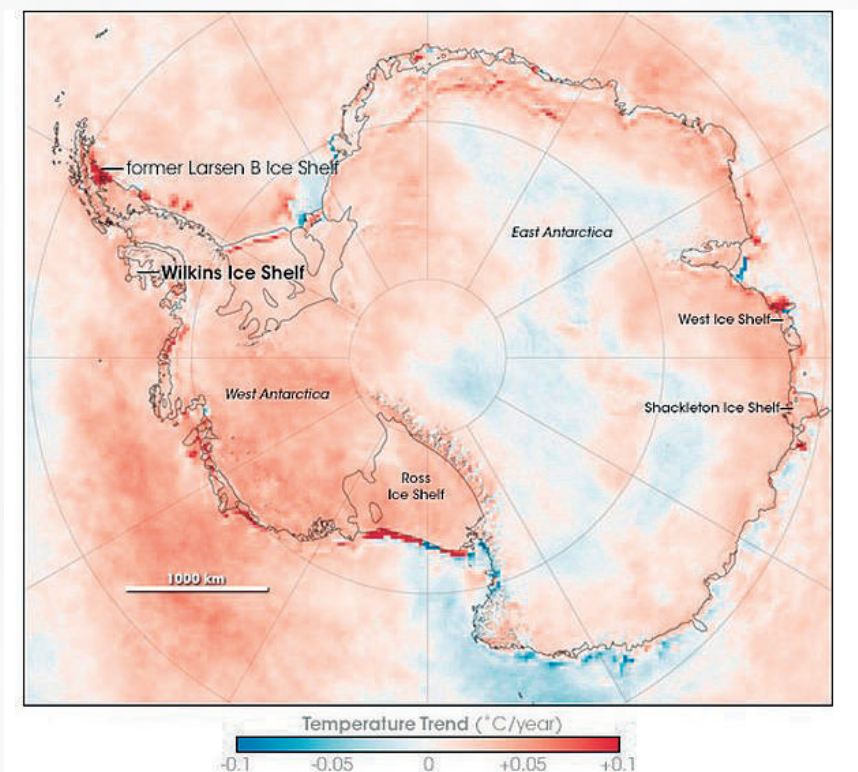 former Larsen B Ice Shelf
East Antarctica
Wilkins Ice Shelf
West Ice Shelf
West Antarctica
Shackleton Ice Shelf
Ross
Ice Shelf
1000 km
Temperature Trend (°C/year)
-0.1 -0.05 0 +0.05 +0.1